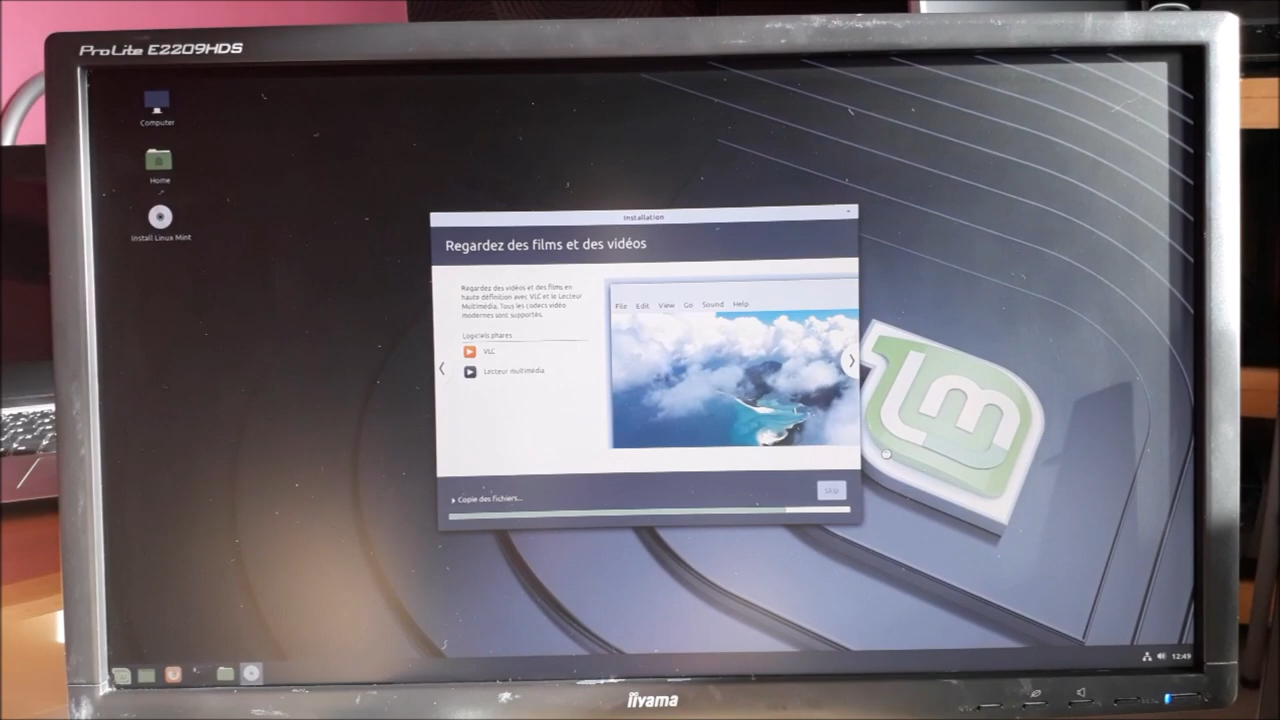 ProLite E2209HDS
Computer
Home
Install Linux Mint
Installation
Regardez des films et des vidéos
Regardez des vidéos et des films en
haute définition avec VLC et le Lecteur
Multimédia. Tous les codecs vidéo
modernes sont supportés.
Logiciels phares
VLC
Lecteur multimédia
File Edit View Go Sound Help
Copie des fichiers...
Skip
lm
12:49
iiyama